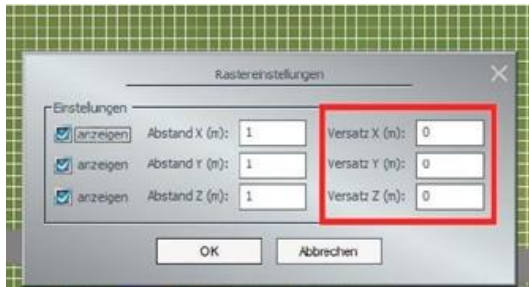 Rastereinstellungen
Einstellungen
anzeigen Abstand X (m): 1 Versatz X (m): 0
anzeigen Abstand Y (m): 1 Versatz Y (m): 0
anzeigen Abstand Z (m): 1 Versatz Z (m): 0
OK Abbrechen